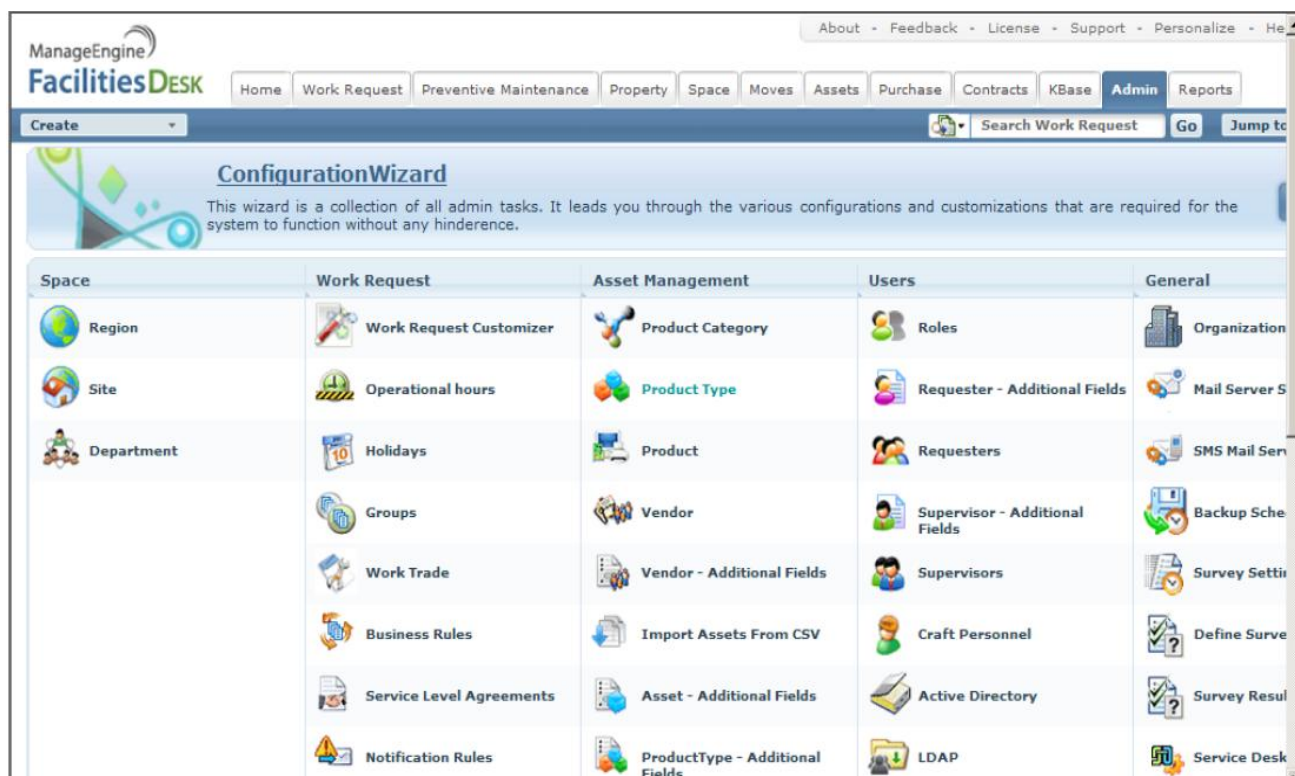 About - Feedback - License - Support - Personalize - He
ManageEngine
FacilitiesDESK
Home Work Request Preventive Maintenance Property Space Moves Assets Purchase Contracts KBase Admin Reports
Create Search Work Request Go Jump to
ConfigurationWizard
This wizard is a collection of all admin tasks. It leads you through the various configurations and customizations that are required for the
system to function without any hinderence.
Space Work Request Asset Management Users General
Region Work Request Customizer Product Category Roles Organization
Site Operational hours Product Type Requester - Additional Fields Mail Server S
Department Holidays Product Requesters SMS Mail Serv
10
Groups Vendor Supervisor - Additional
Fields Backup Sche
Work Trade Vendor - Additional Fields Supervisors Survey Settin
Business Rules Import Assets From CSV Craft Personnel Define Surve
Service Level Agreements Asset - Additional Fields Active Directory Survey Resul
Notification Rules ProductType - Additional
Fields LDAP Service Desk